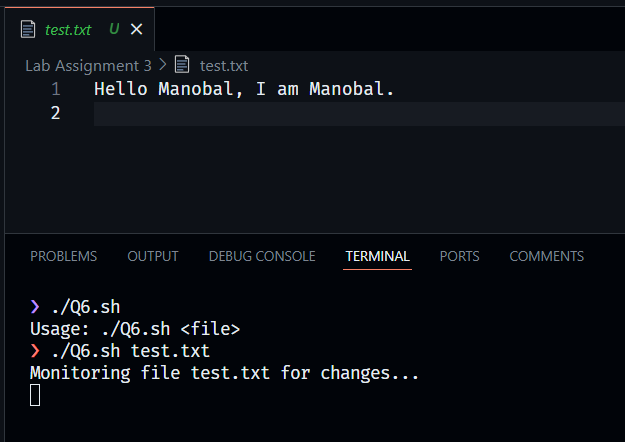 test.txt U
Lab Assignment 3 > test.txt
1 Hello Manobal, I am Manobal.
2
PROBLEMS OUTPUT DEBUG CONSOLE TERMINAL PORTS COMMENTS
❯ ./Q6.sh
Usage: ./Q6.sh <file>
❯ ./Q6.sh test.txt
Monitoring file test.txt for changes...